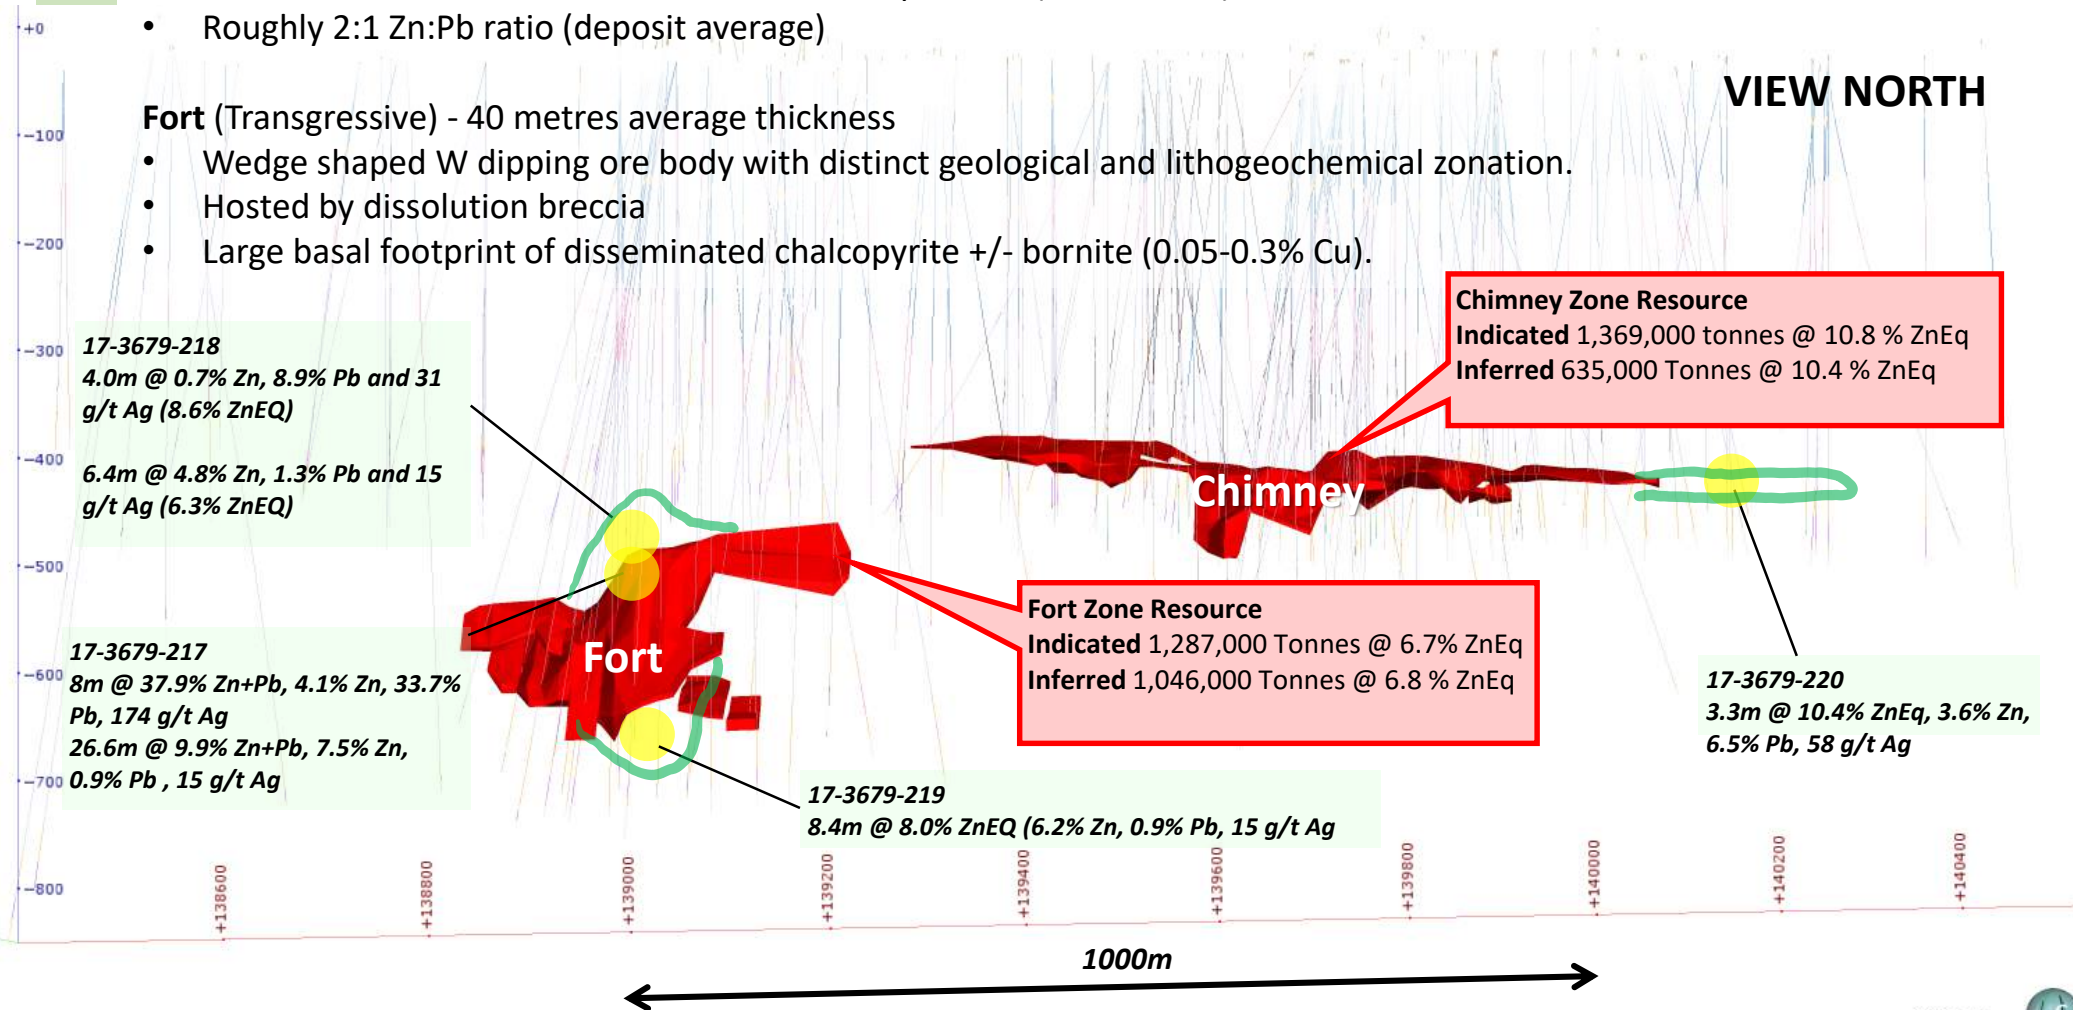 • Roughly 2:1 Zn:Pb ratio (deposit average)
VIEW NORTH
Fort (Transgressive) - 40 metres average thickness
• Wedge shaped W dipping ore body with distinct geological and lithogeochemical zonation.
• Hosted by dissolution breccia
• Large basal footprint of disseminated chalcopyrite +/- bornite (0.05-0.3% Cu).
+0
-100
-200
-300
-400
-500
-600
-700
-800
Chimney Zone Resource
Indicated 1,369,000 tonnes @ 10.8 % ZnEq
Inferred 635,000 Tonnes @ 10.4 % ZnEq
17-3679-218
4.0m @ 0.7% Zn, 8.9% Pb and 31
g/t Ag (8.6% ZnEQ)
6.4m @ 4.8% Zn, 1.3% Pb and 15
g/t Ag (6.3% ZnEQ)
Chimney
Fort
Fort Zone Resource
Indicated 1,287,000 Tonnes @ 6.7% ZnEq
Inferred 1,046,000 Tonnes @ 6.8 % ZnEq
17-3679-217
8m @ 37.9% Zn+Pb, 4.1% Zn, 33.7%
Pb, 174 g/t Ag
26.6m @ 9.9% Zn+Pb, 7.5% Zn,
0.9% Pb , 15 g/t Ag
17-3679-220
3.3m @ 10.4% ZnEq, 3.6% Zn,
6.5% Pb, 58 g/t Ag
17-3679-219
8.4m @ 8.0% ZnEQ (6.2% Zn, 0.9% Pb, 15 g/t Ag
+138600
+138800
+139000
+139200
+139400
+139600
+139800
+140000
+140200
+140400
1000m